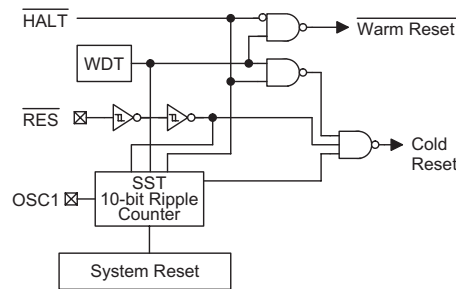 HALT
Warm Reset
WDT
RES
Cold
Reset
OSC1
SST
10-bit Ripple
Counter
System Reset